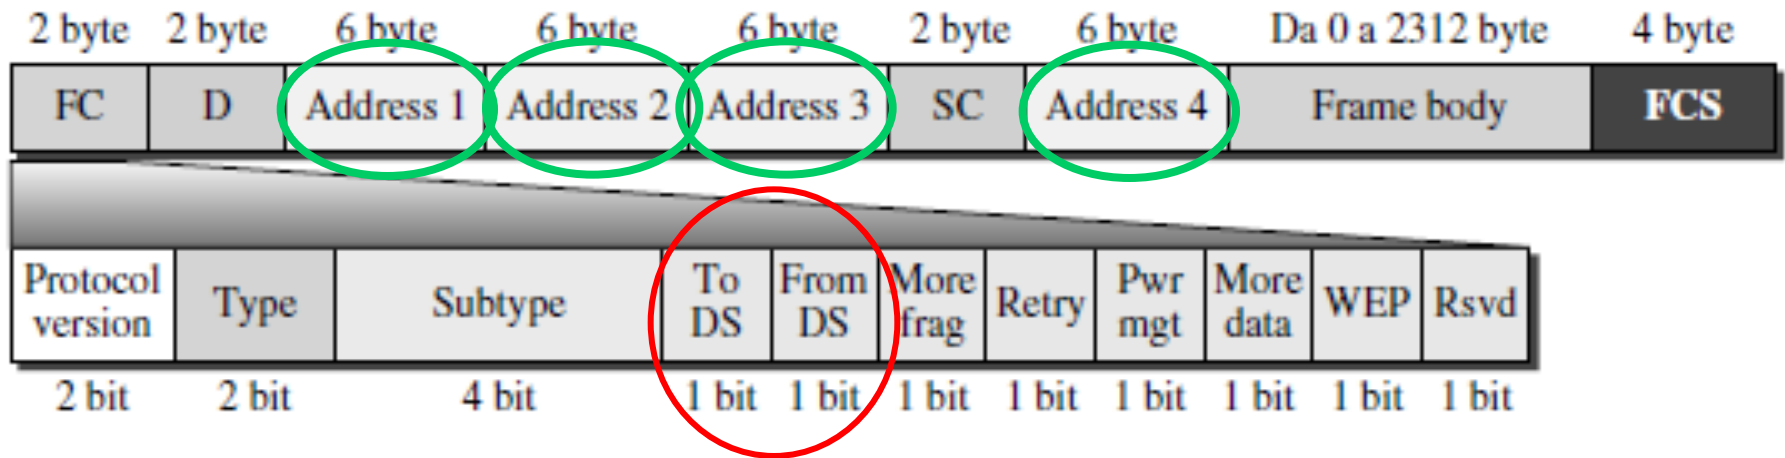 2 byte 2 byte 6 byte 6 byte 6 byte 2 byte 6 byte Da 0 a 2312 byte 4 byte
FC D Address 1 Address 2 Address 3 SC Address 4 Frame body FCS
Protocol version Type Subtype To DS From DS More frag Retry Pwr mgt More data WEP Rsvd
2 bit 2 bit 4 bit 1 bit 1 bit 1 bit 1 bit 1 bit 1 bit 1 bit 1 bit